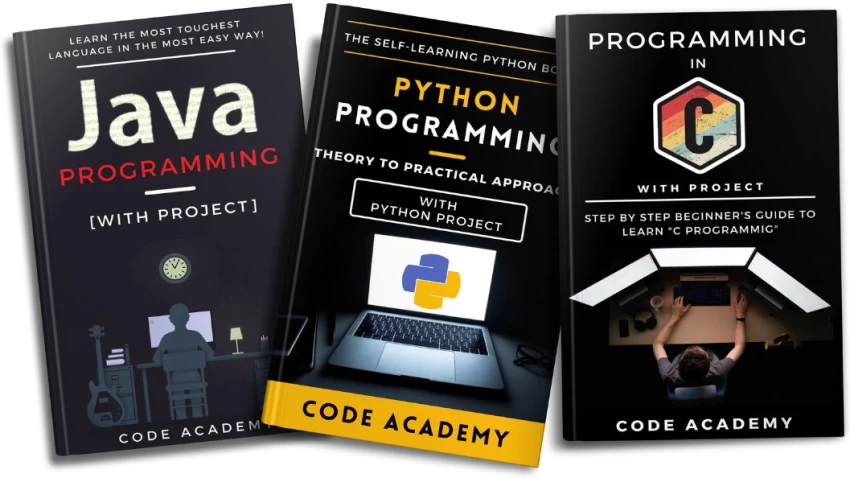 LEARN THE MOST TOUGHEST
LANGUAGE IN THE MOST EASY WAY!
Java
PROGRAMMING
[WITH PROJECT]
CODE ACADEMY
THE SELF-LEARNING PYTHON BO
PYTHON
PROGRAMMING
THEORY TO PRACTICAL APPROAC
WITH
PYTHON PROJECT
CODE ACADEMY
PROGRAMMING
IN
C
WITH PROJECT
STEP BY STEP BEGINNER'S GUIDE TO
LEARN "C PROGRAMMIG"
CODE ACADEMY